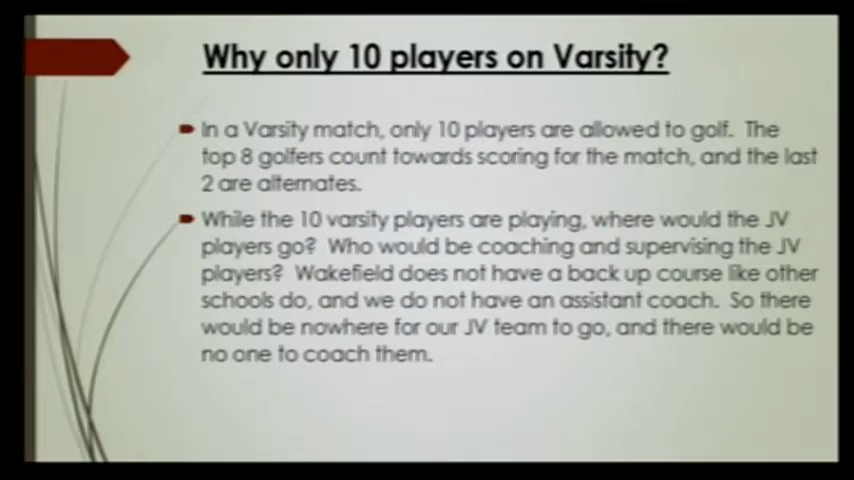 Why only 10 players on Varsity?
In a Varsity match, only 10 players are allowed to golf. The
top 8 golfers count towards scoring for the match, and the last
2 are alternates.
While the 10 varsity players are playing, where would the JV
players go? Who would be coaching and supervising the JV
players? Wakefield does not have a back up course like other
schools do, and we do not have an assistant coach. So there
would be nowhere for our JV team to go, and there would be
no one to coach them.